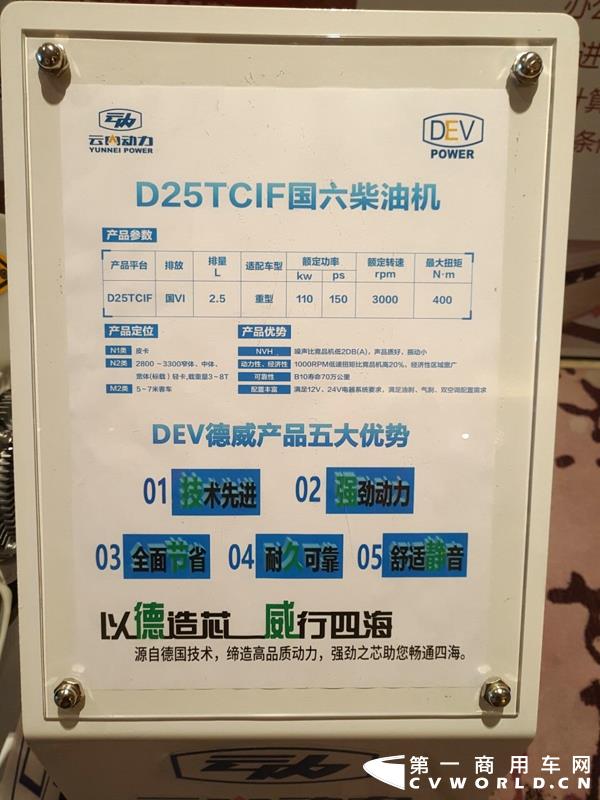 办公
进
计算
条件
云内
云内动力
YUNNEI POWER
DEV
POWER
D25TCIF国六柴油机
产品参数
产品平台 排放 排量 L 适配车型 额定功率 kw ps 额定转速 rpm 最大扭矩 N·m
D25TCIF 国VI 2.5 重型 110 150 3000 400
产品定位 产品优势
N1类 皮卡 NVH 噪声比竞品机低2DB(A)，声品质好，振动小
N2类 2800～3300窄体、中体、 动力性、经济性 1000RPM低速扭矩比竞品机高20%、经济性区域宽广
宽体(标载) 轻卡,载重量3～8T 可靠性 B10寿命70万公里
M2类 5～7米客车 配置丰富 满足12V、24V电器系统要求，满足油刹、气刹、双空调配置需求
DEV德威产品五大优势
01 技术先进 02 强劲动力
03 全面节省 04 耐久可靠 05 舒适静音
以德造芯 威行四海
源自德国技术，缔造高品质动力，强劲之芯助您畅通四海。
第一商用车网
CVWORLD.CN